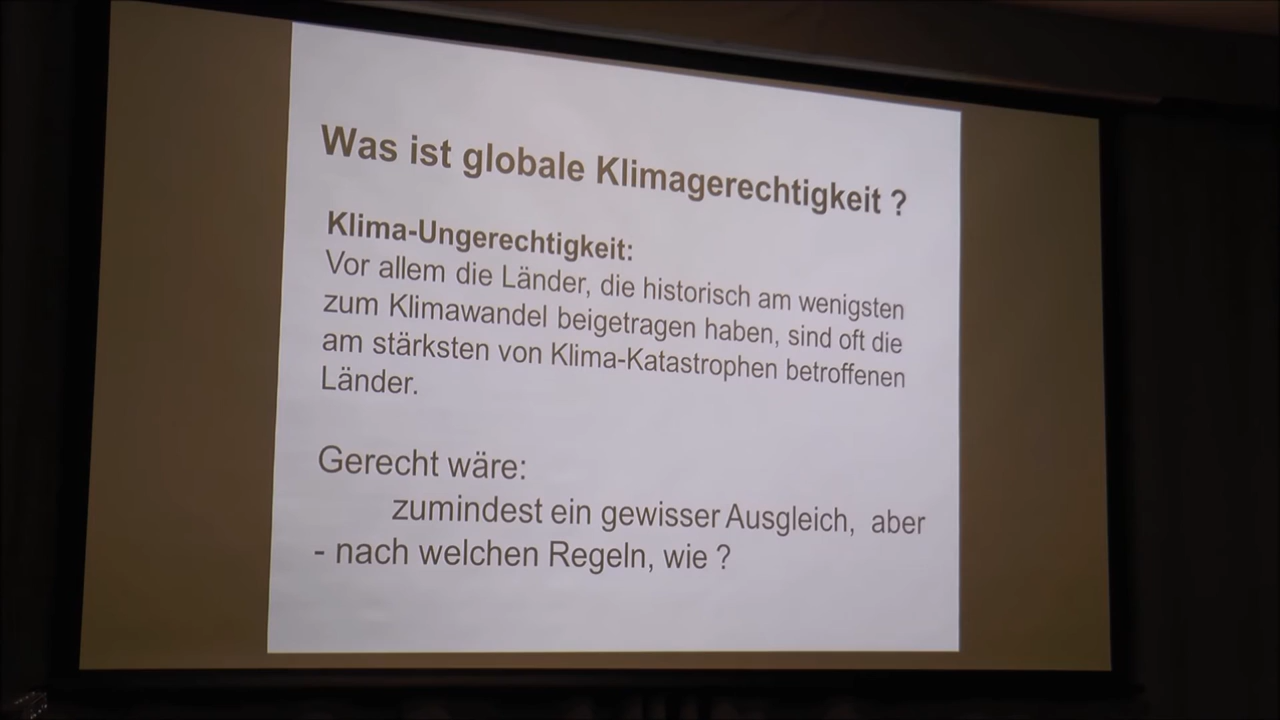 Was ist globale Klimagerechtigkeit ?
Klima-Ungerechtigkeit:
Vor allem die Länder, die historisch am wenigsten
zum Klimawandel beigetragen haben, sind oft die
am stärksten von Klima-Katastrophen betroffenen
Länder.
Gerecht wäre:
zumindest ein gewisser Ausgleich, aber
- nach welchen Regeln, wie ?